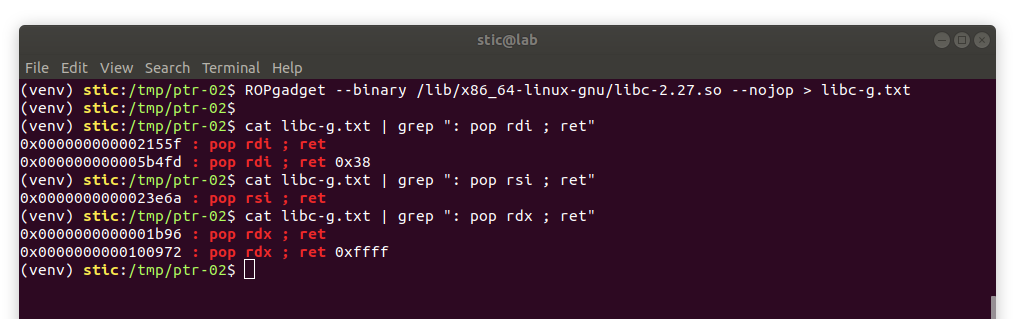 stic@lab
File Edit View Search Terminal Help
(venv) stic:/tmp/ptr-02$ ROPgadget --binary /lib/x86_64-linux-gnu/libc-2.27.so --nojop > libc-g.txt
(venv) stic:/tmp/ptr-02$
(venv) stic:/tmp/ptr-02$ cat libc-g.txt | grep ": pop rdi ; ret"
0x000000000002155f : pop rdi ; ret
0x000000000005b4fd : pop rdi ; ret 0x38
(venv) stic:/tmp/ptr-02$ cat libc-g.txt | grep ": pop rsi ; ret"
0x0000000000023e6a : pop rsi ; ret
(venv) stic:/tmp/ptr-02$ cat libc-g.txt | grep ": pop rdx ; ret"
0x0000000000001b96 : pop rdx ; ret
0x0000000000100972 : pop rdx ; ret 0xffff
(venv) stic:/tmp/ptr-02$